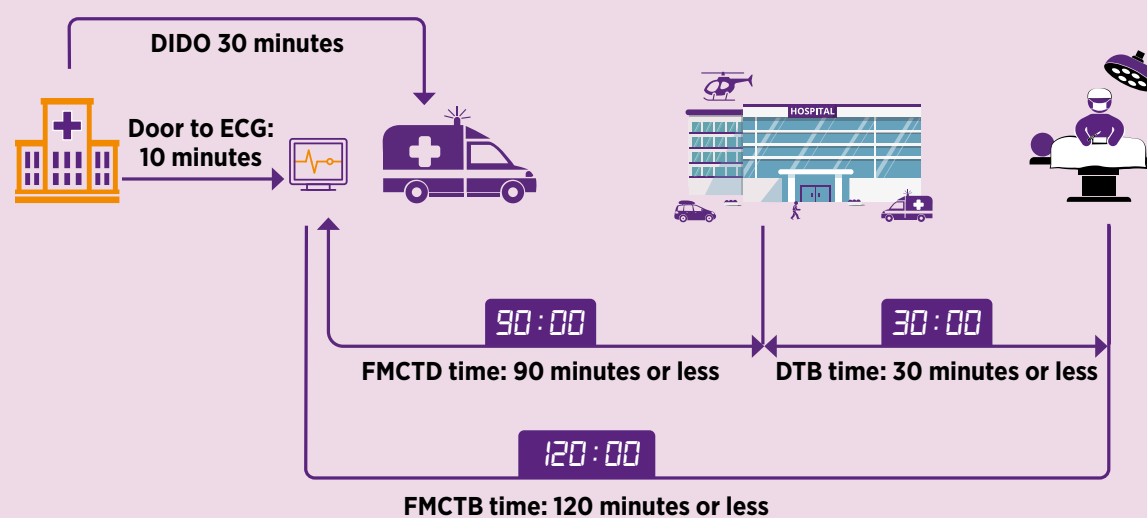 DIDO 30 minutes
Door to ECG:
10 minutes
HOSPITAL
90:00
30:00
FMCTD time: 90 minutes or less
DTB time: 30 minutes or less
120:00
FMCTB time: 120 minutes or less